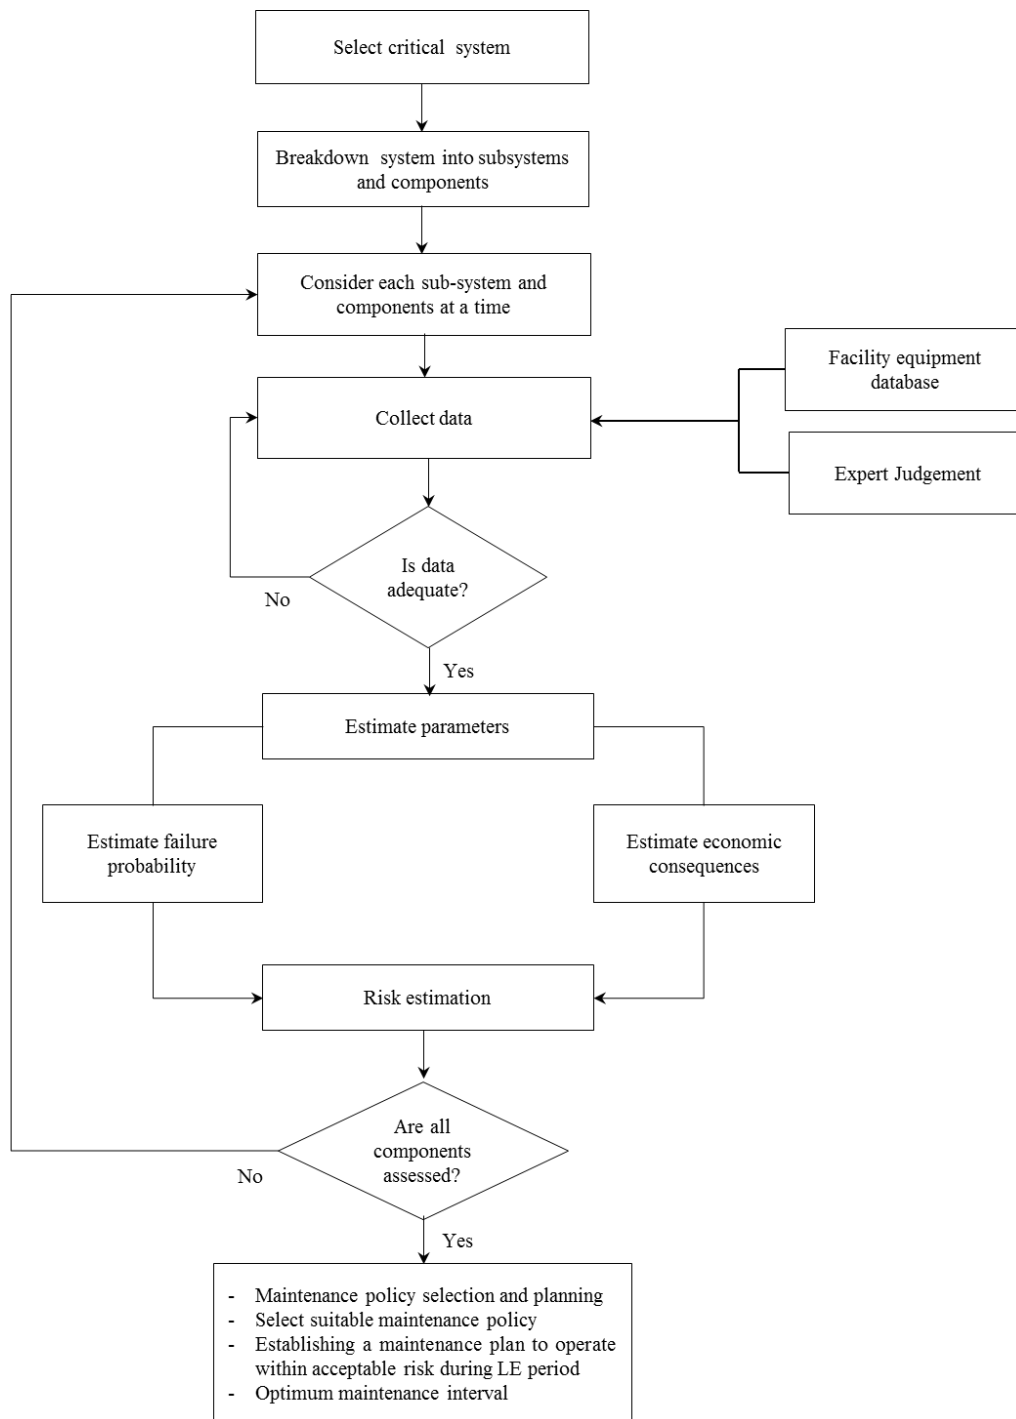 Select critical system
Breakdown system into subsystems
and components
Consider each sub-system and
components at a time
Facility equipment
database
Collect data
Expert Judgement
Is data
adequate?
No
Yes
Estimate parameters
Estimate failure
probability
Estimate economic
consequences
Risk estimation
Are all
components
assessed?
No
Yes
- Maintenance policy selection and planning
- Select suitable maintenance policy
- Establishing a maintenance plan to operate
within acceptable risk during LE period
- Optimum maintenance interval